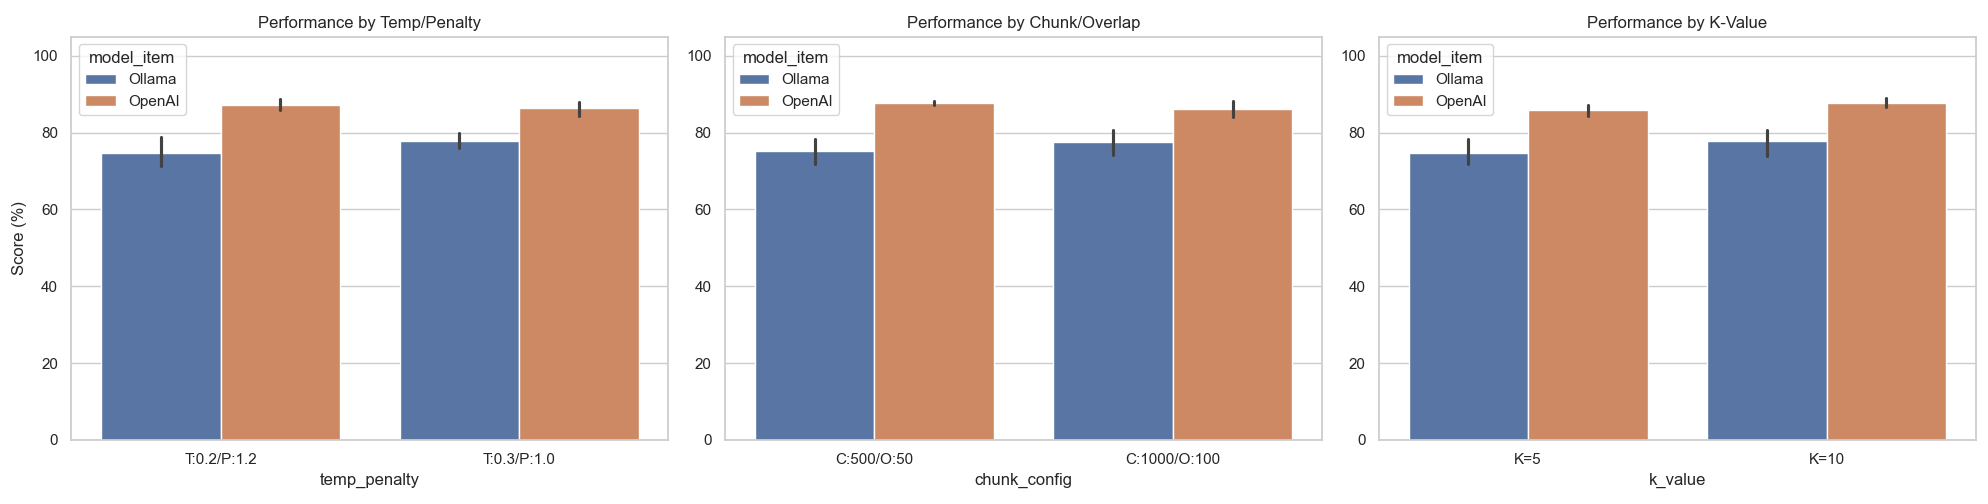 Performance by Temp/Penalty
100
80
60
40
20
0
Score (%)
model_item
Ollama
OpenAI
T:0.2/P:1.2
T:0.3/P:1.0
temp_penalty
Performance by Chunk/Overlap
100
80
60
40
20
0
model_item
Ollama
OpenAI
C:500/O:50
C:1000/O:100
chunk_config
Performance by K-Value
100
80
60
40
20
0
model_item
Ollama
OpenAI
K=5
K=10
k_value